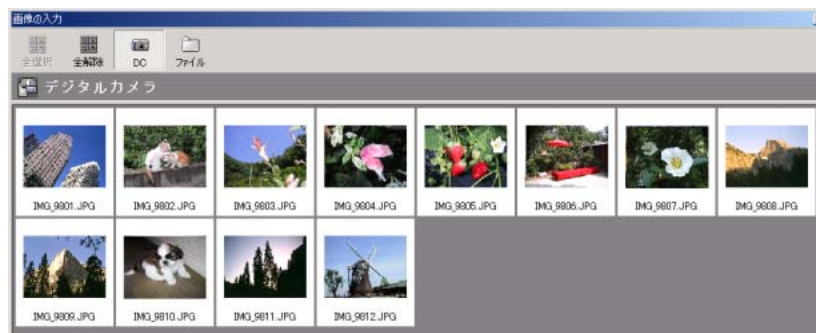 画像の入力
全選択 全解除 DC ファイル
デジタルカメラ
IMG_9801.JPG IMG_9802.JPG IMG_9803.JPG IMG_9804.JPG IMG_9805.JPG IMG_9806.JPG IMG_9807.JPG IMG_9808.JPG
IMG_9809.JPG IMG_9810.JPG IMG_9811.JPG IMG_9812.JPG